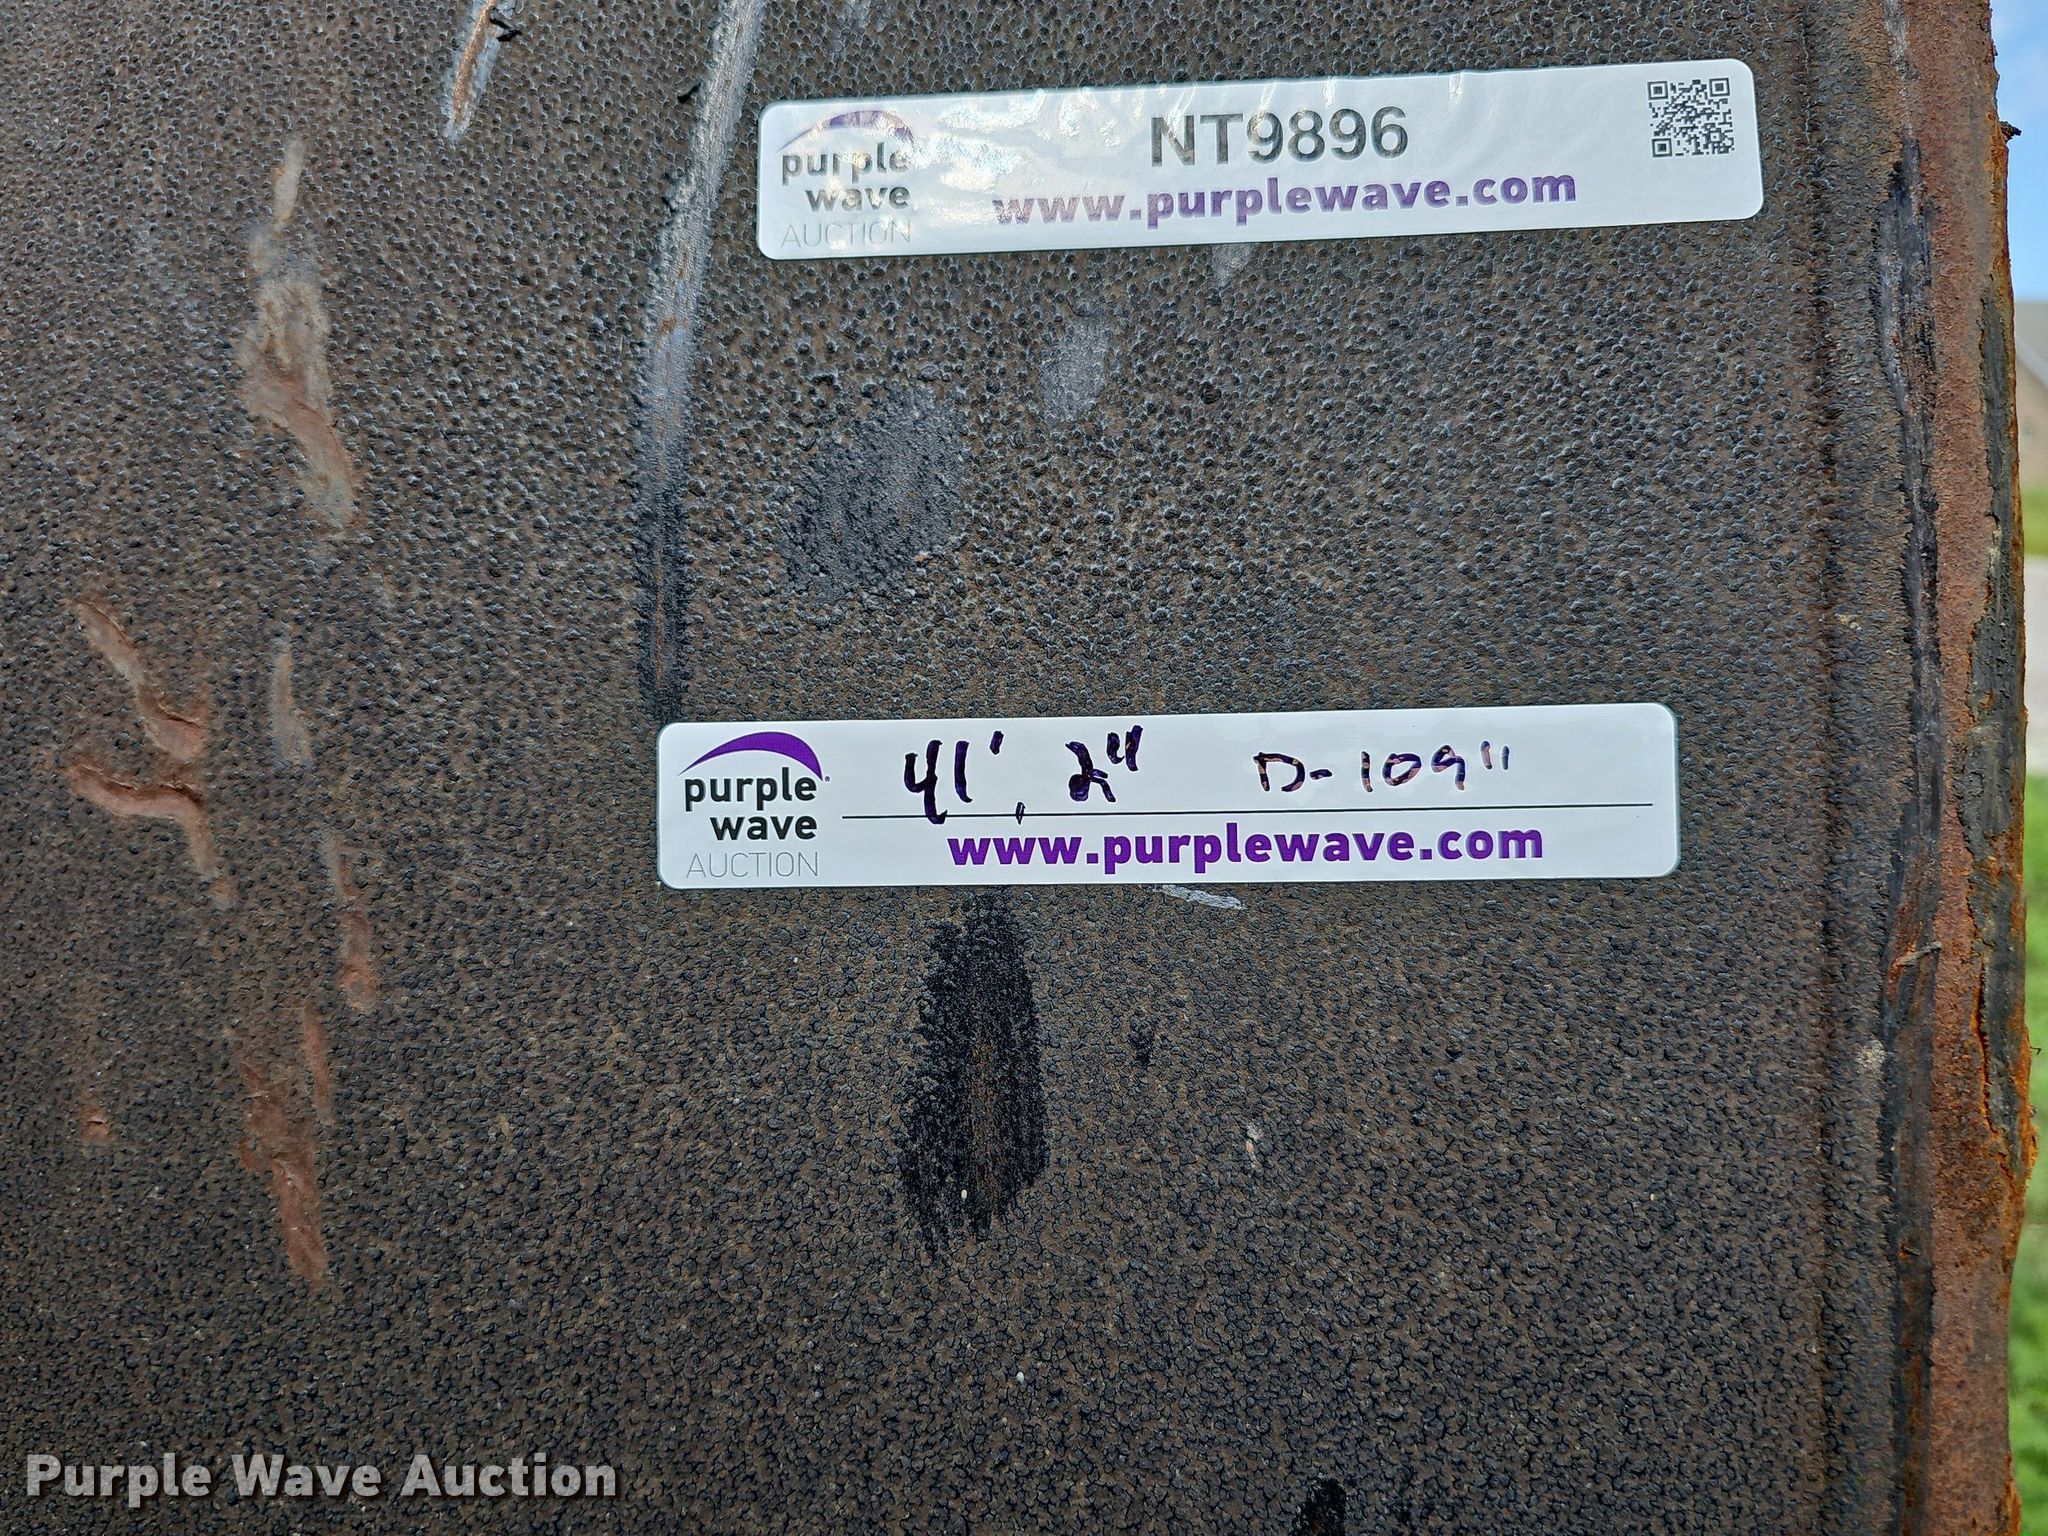 purple
wave
AUCTION
NT9896
www.purplewave.com
purple
wave
AUCTION
41', 2" D-109"
www.purplewave.com
Purple Wave Auction